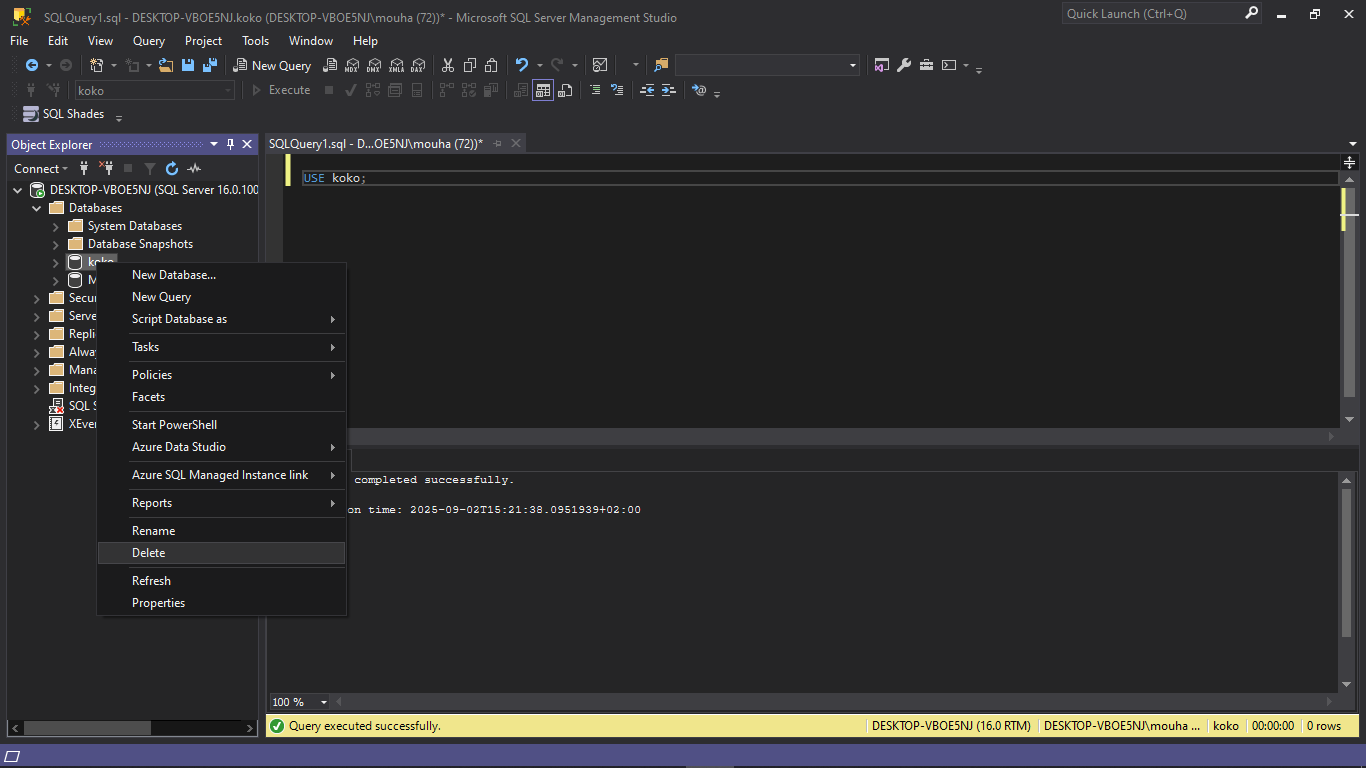 SQLQuery1.sql - DESKTOP-VBOE5NJ.koko (DESKTOP-VBOE5NJ\mouha (72))* - Microsoft SQL Server Management Studio
Quick Launch (Ctrl+Q)
File Edit View Query Project Tools Window Help
New Query MDX DMX XMLA DAX
koko Execute
SQL Shades
Object Explorer
SQLQuery1.sql - D...OE5NJ\mouha (72))*
Connect
DESKTOP-VBOE5NJ (SQL Server 16.0.100
Databases
System Databases
Database Snapshots
koko
M
Secu
Serve
Repli
Alway
Mana
Integ
SQL S
XEver
New Database...
New Query
Script Database as
Tasks
Policies
Facets
Start PowerShell
Azure Data Studio
Azure SQL Managed Instance link
Reports
Rename
Delete
Refresh
Properties
USE koko;
completed successfully.
on time: 2025-09-02T15:21:38.0951939+02:00
100 %
Query executed successfully.
DESKTOP-VBOE5NJ (16.0 RTM) DESKTOP-VBOE5NJ\mouha ... koko 00:00:00 0 rows